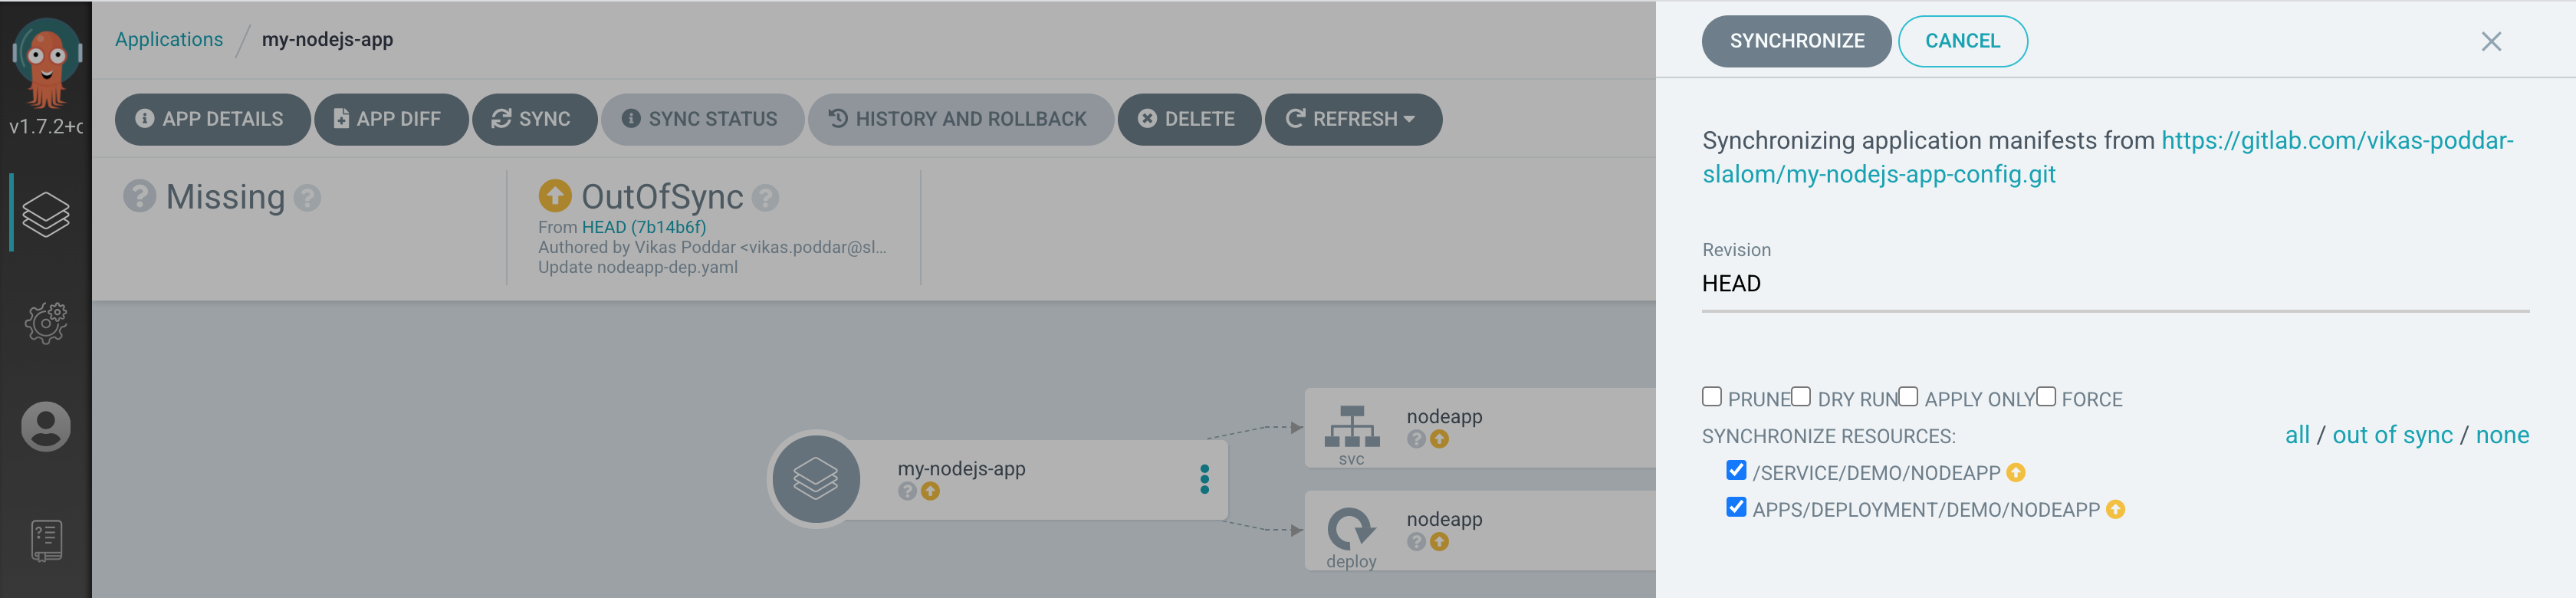 Applications / my-nodejs-app
SYNCHRONIZE CANCEL
v1.7.2+c
APP DETAILS APP DIFF SYNC SYNC STATUS HISTORY AND ROLLBACK DELETE REFRESH
Missing
OutOfSync
From HEAD (7b14b6f)
Authored by Vikas Poddar <vikas.poddar@sl...
Update nodeapp-dep.yaml
my-nodejs-app
nodeapp
svc
nodeapp
deploy
Synchronizing application manifests from https://gitlab.com/vikas-poddar-
slalom/my-nodejs-app-config.git
Revision
HEAD
PRUNE DRY RUN APPLY ONLY FORCE
SYNCHRONIZE RESOURCES: all / out of sync / none
/SERVICE/DEMO/NODEAPP
APPS/DEPLOYMENT/DEMO/NODEAPP